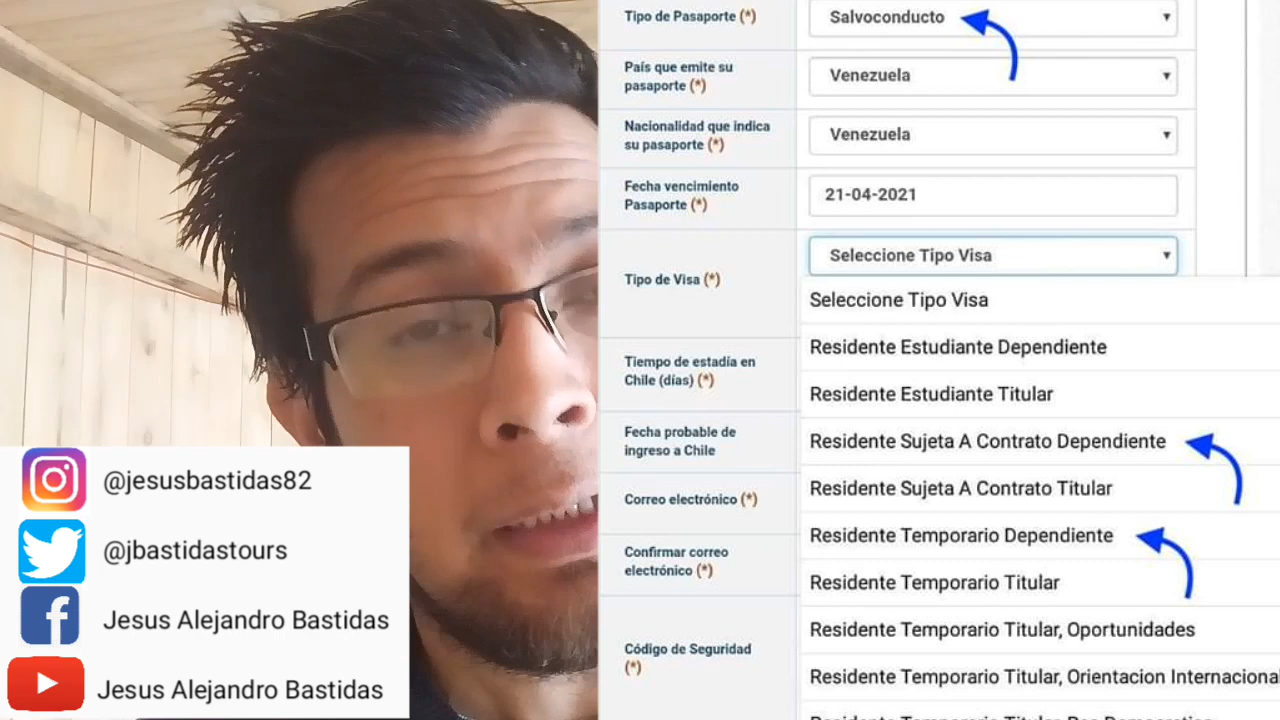 @jesusbastidas82
@jbastidastours
Jesus Alejandro Bastidas
Jesus Alejandro Bastidas
Tipo de Pasaporte (*)
Salvoconducto
País que emite su
pasaporte (*)
Venezuela
Nacionalidad que indica
su pasaporte (*)
Venezuela
Fecha vencimiento
Pasaporte (*)
21-04-2021
Tipo de Visa (*)
Seleccione Tipo Visa
Seleccione Tipo Visa
Residente Estudiante Dependiente
Residente Estudiante Titular
Residente Sujeta A Contrato Dependiente
Residente Sujeta A Contrato Titular
Residente Temporario Dependiente
Residente Temporario Titular
Residente Temporario Titular, Oportunidades
Residente Temporario Titular, Orientacion Internacional
Tiempo de estadía en
Chile (días) (*)
Fecha probable de
ingreso a Chile
Correo electrónico (*)
Confirmar correo
electrónico (*)
Código de Seguridad
(*)